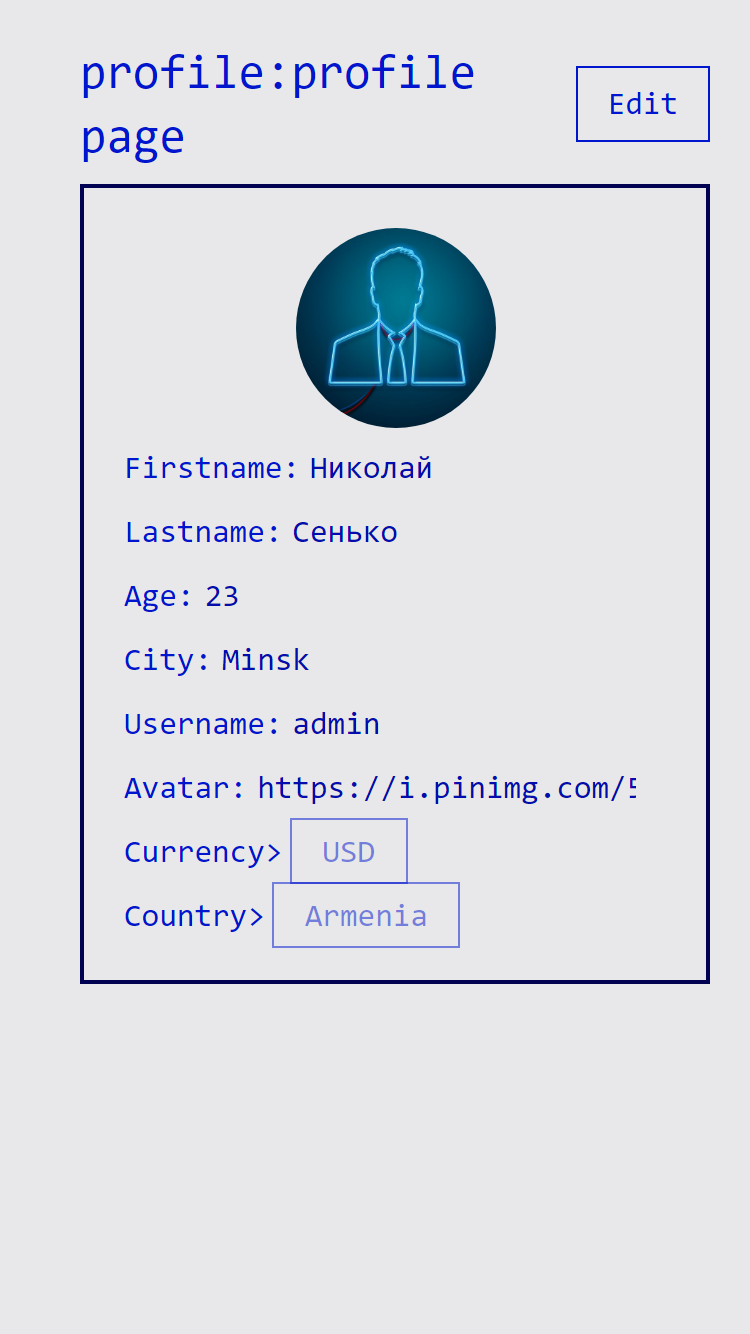 profile:profile
page
Edit
Firstname: Николай
Lastname: Сенько
Age: 23
City: Minsk
Username: admin
Avatar: https://i.pinimg.com/5
Currency> USD
Country> Armenia